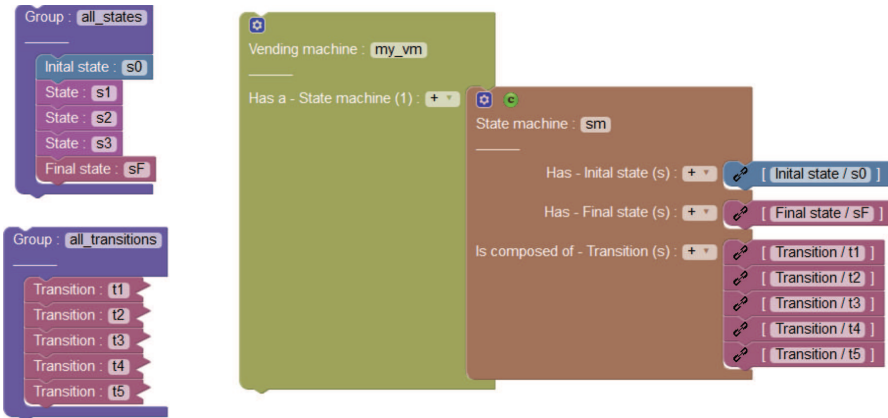 Group : all_states
Inital state : s0
State : s1
State : s2
State : s3
Final state : sF
Group : all_transitions
Transition : t1
Transition : t2
Transition : t3
Transition : t4
Transition : t5
Vending machine : my_vm
Has a - State machine (1) : +
c
State machine : sm
Has - Inital state (s) : + [ Inital state / s0 ]
Has - Final state (s) : + [ Final state / sF ]
Is composed of - Transition (s) : + [ Transition / t1 ]
[ Transition / t2 ]
[ Transition / t3 ]
[ Transition / t4 ]
[ Transition / t5 ]